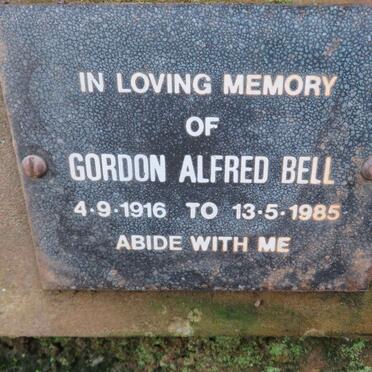 IN LOVING MEMORY
OF
GORDON ALFRED BELL
4·9·1916 TO 13·5·1985
ABIDE WITH ME